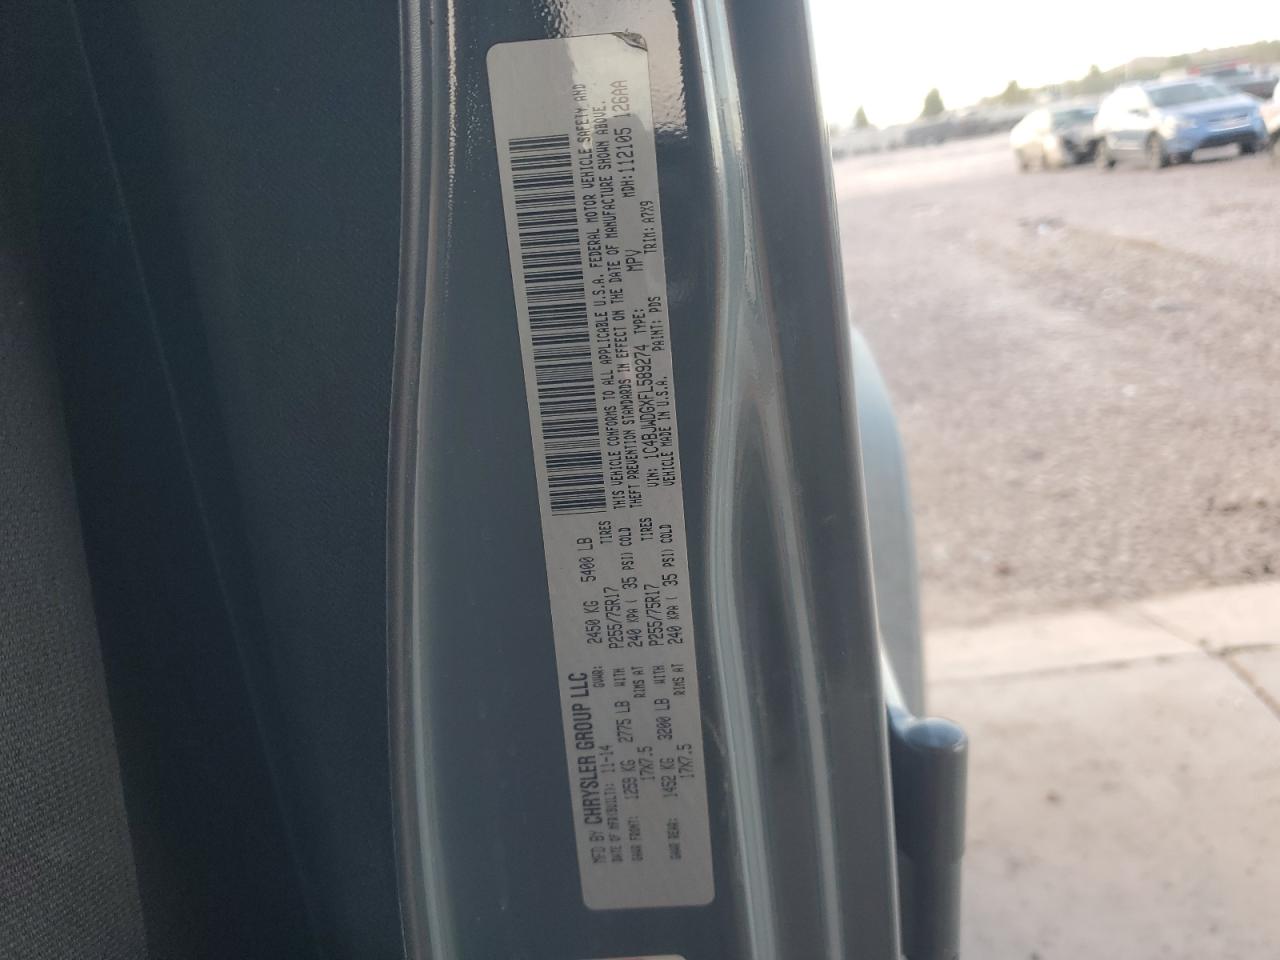 MFD BY CHRYSLER GROUP LLC
DATE OF MFR(BUILT): 11-14 GVWR: 2450 KG 5400 LB
GAWR FRONT: 1259 KG 2775 LB WITH P255/75R17 TIRES
17X7.5 RIMS AT 240 KPA ( 35 PSI) COLD
GAWR REAR: 1452 KG 3200 LB WITH P255/75R17 TIRES
17X7.5 RIMS AT 240 KPA ( 35 PSI) COLD
THIS VEHICLE CONFORMS TO ALL APPLICABLE U.S.A. FEDERAL MOTOR VEHICLE SAFETY AND
THEFT PREVENTION STANDARDS IN EFFECT ON THE DATE OF MANUFACTURE SHOWN ABOVE.
VIN: 1C4BJWDGXFL589274 TYPE: MPV MDH:112105 126AA
VEHICLE MADE IN U.S.A. PAINT: PDS TRIM: A7X9